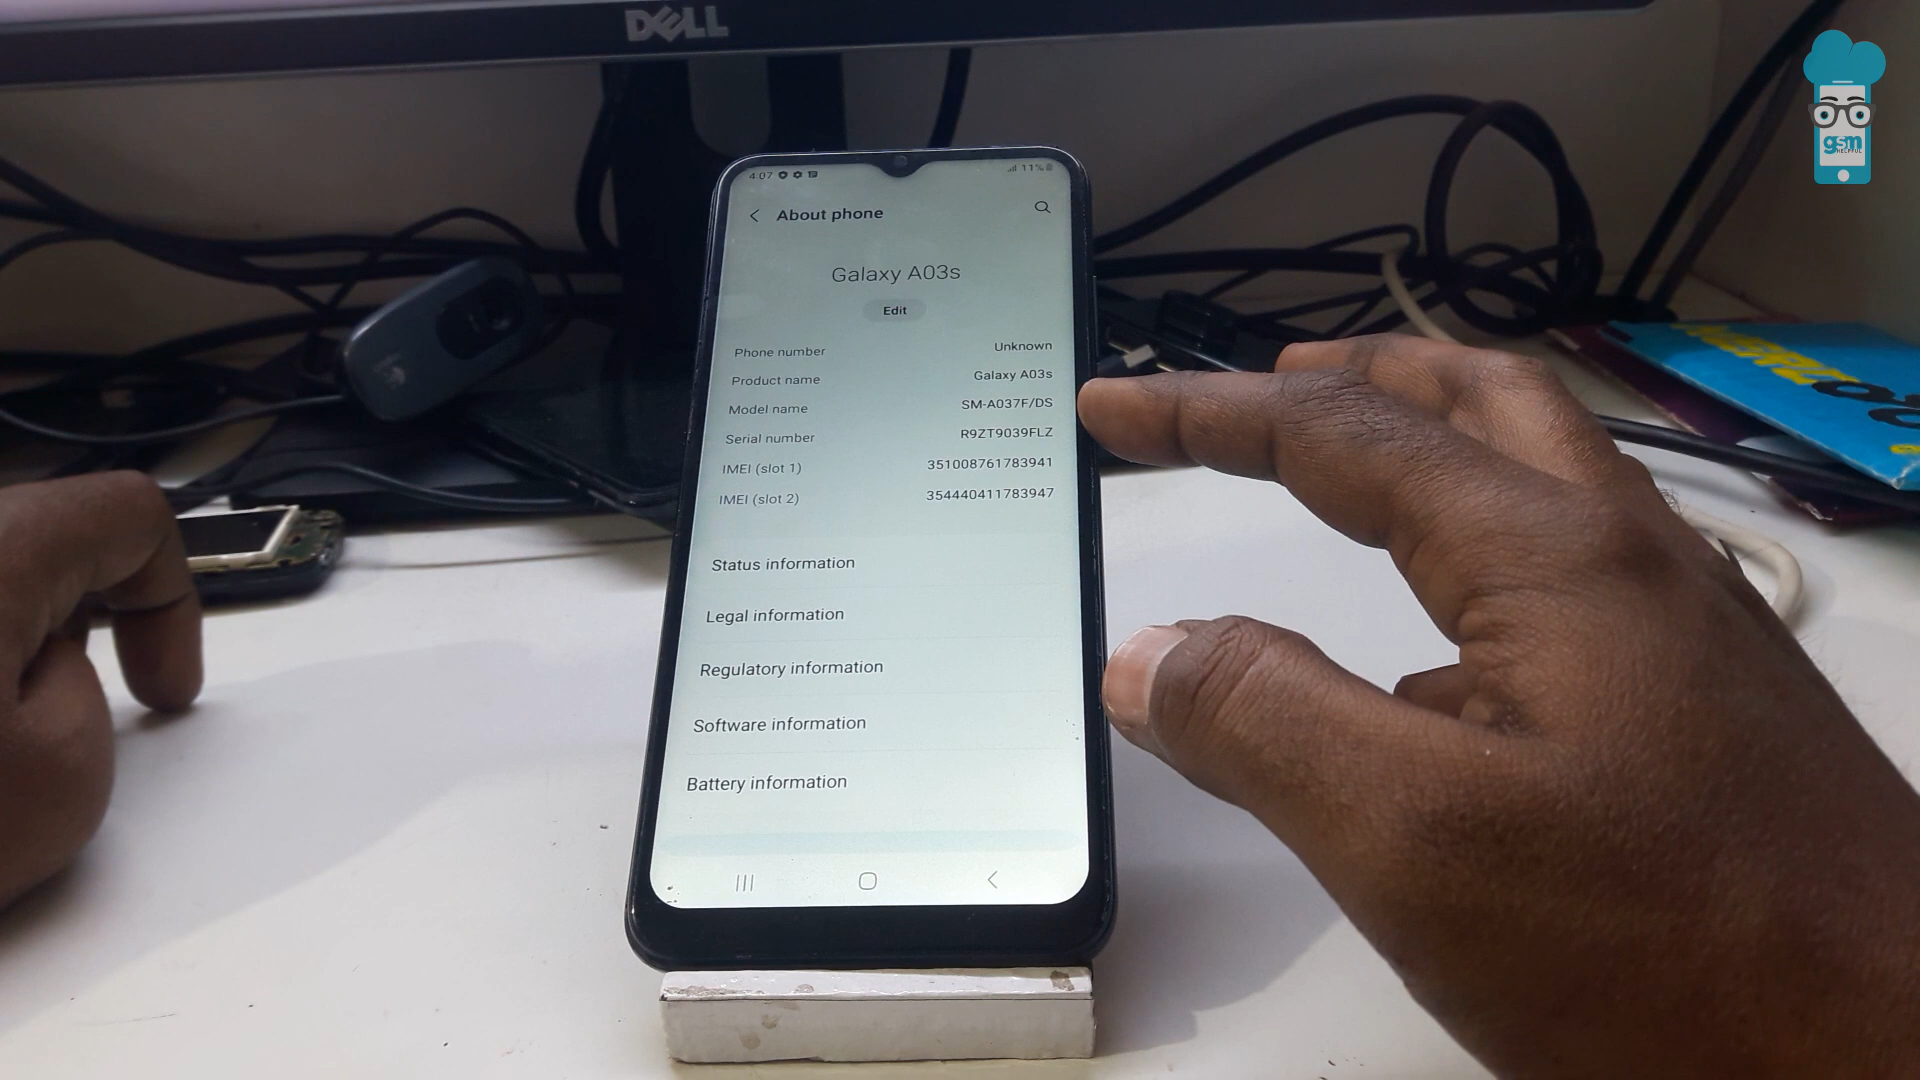 DELL
gsm
HELPFUL
4:07
11%
About phone
Galaxy A03s
Edit
Phone number Unknown
Product name Galaxy A03s
Model name SM-A037F/DS
Serial number R9ZT9039FLZ
IMEI (slot 1) 351008761783941
IMEI (slot 2) 354440411783947
Status information
Legal information
Regulatory information
Software information
Battery information